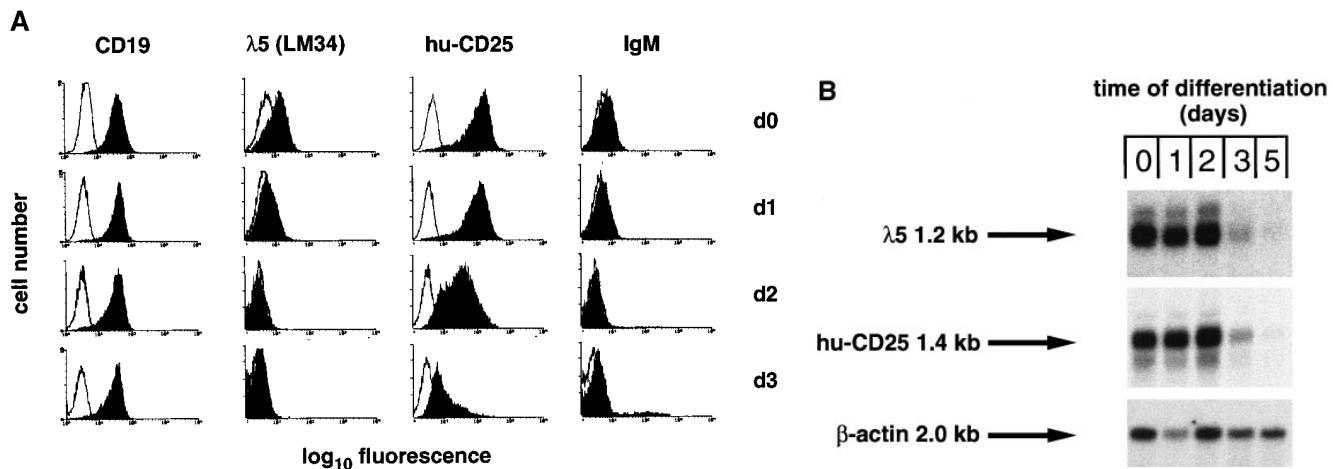 A
CD19
λ5 (LM34)
hu-CD25
IgM
d0
d1
d2
d3
cell number
log10 fluorescence
B
time of differentiation
(days)
0 1 2 3 5
λ5 1.2 kb
hu-CD25 1.4 kb
β-actin 2.0 kb